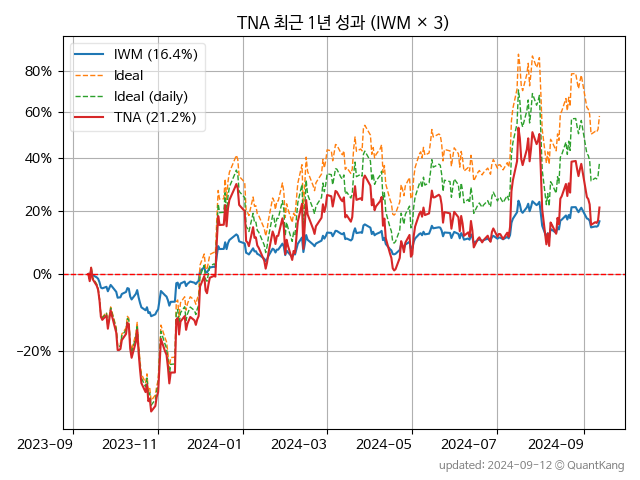 TNA 최근 1년 성과 (IWM × 3)
IWM (16.4%)
Ideal
Ideal (daily)
TNA (21.2%)
80%
60%
40%
20%
0%
−20%
2023-09 2023-11 2024-01 2024-03 2024-05 2024-07 2024-09
updated: 2024-09-12 © QuantKang